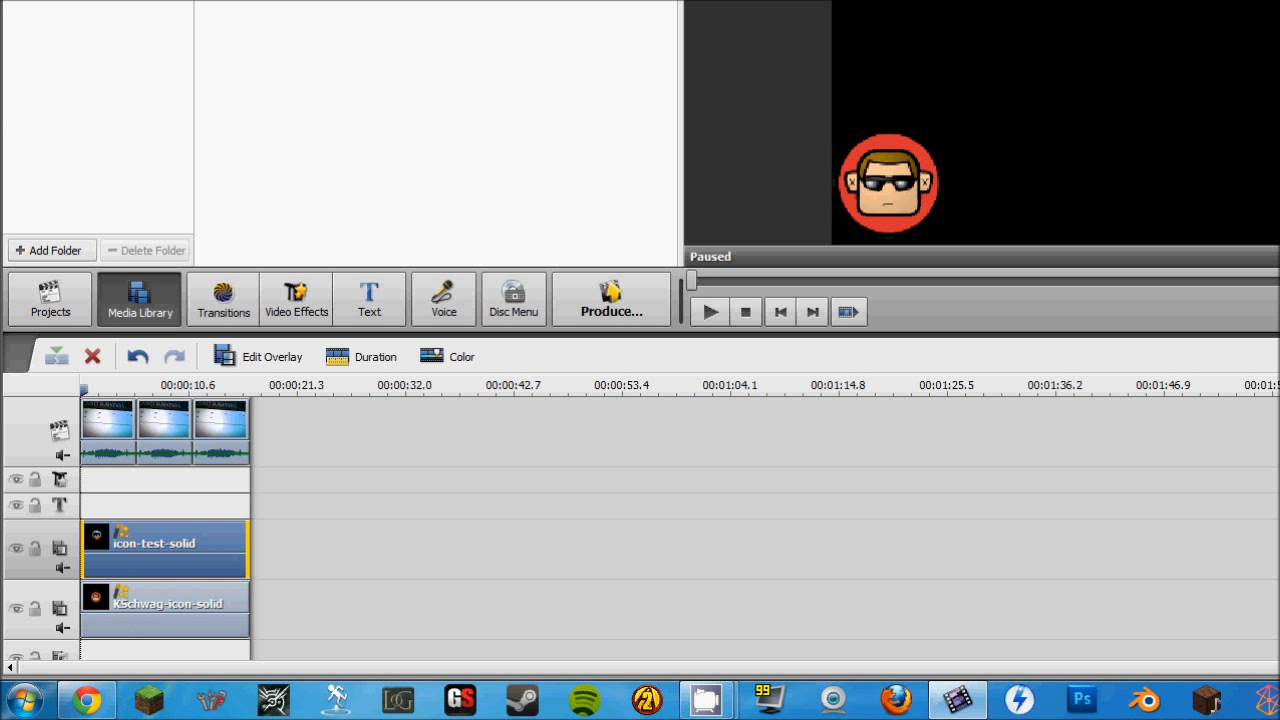 Add Folder
Delete Folder
Paused
Projects
Media Library
Transitions
Video Effects
Text
Voice
Disc Menu
Produce...
Edit Overlay
Duration
Color
00:00:10.6 00:00:21.3 00:00:32.0 00:00:42.7 00:00:53.4 00:01:04.1 00:01:14.8 00:01:25.5 00:01:36.2 00:01:46.9
T
icon-test-solid
KSchwag-icon-solid
GS
99
Ps